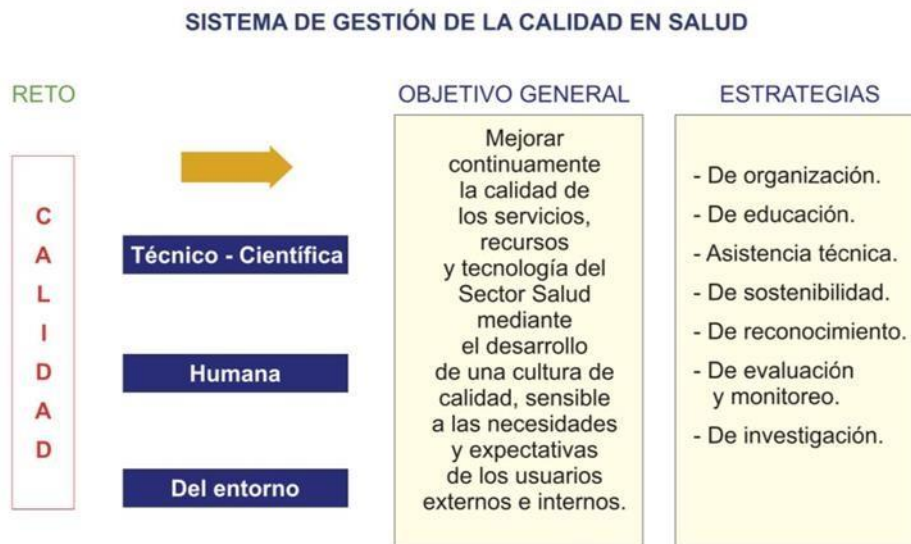 SISTEMA DE GESTIÓN DE LA CALIDAD EN SALUD
RETO
CALIDAD
Técnico - Científica
Humana
Del entorno
OBJETIVO GENERAL
Mejorar
continuamente
la calidad de
los servicios,
recursos
y tecnología del
Sector Salud
mediante
el desarrollo
de una cultura de
calidad, sensible
a las necesidades
y expectativas
de los usuarios
externos e internos.
ESTRATEGIAS
- De organización.
- De educación.
- Asistencia técnica.
- De sostenibilidad.
- De reconocimiento.
- De evaluación
y monitoreo.
- De investigación.